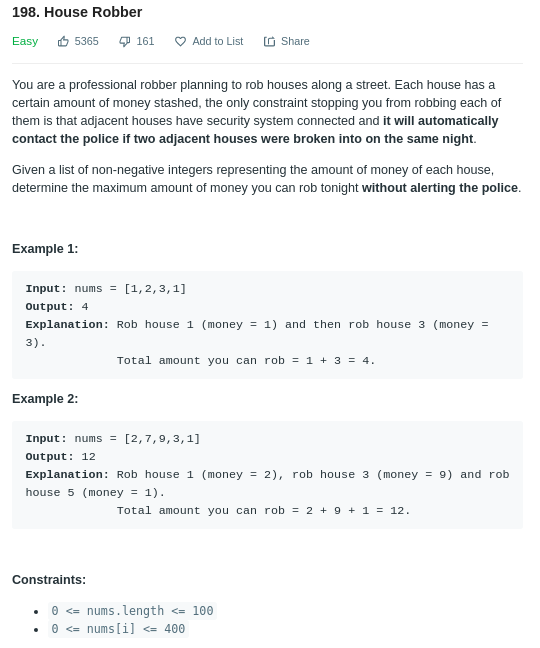 198. House Robber
Easy 5365 161 Add to List Share
You are a professional robber planning to rob houses along a street. Each house has a
certain amount of money stashed, the only constraint stopping you from robbing each of
them is that adjacent houses have security system connected and it will automatically
contact the police if two adjacent houses were broken into on the same night.
Given a list of non-negative integers representing the amount of money of each house,
determine the maximum amount of money you can rob tonight without alerting the police.
Example 1:
Input: nums = [1,2,3,1]
Output: 4
Explanation: Rob house 1 (money = 1) and then rob house 3 (money =
3).
Total amount you can rob = 1 + 3 = 4.
Example 2:
Input: nums = [2,7,9,3,1]
Output: 12
Explanation: Rob house 1 (money = 2), rob house 3 (money = 9) and rob
house 5 (money = 1).
Total amount you can rob = 2 + 9 + 1 = 12.
Constraints:
0 <= nums.length <= 100
0 <= nums[i] <= 400